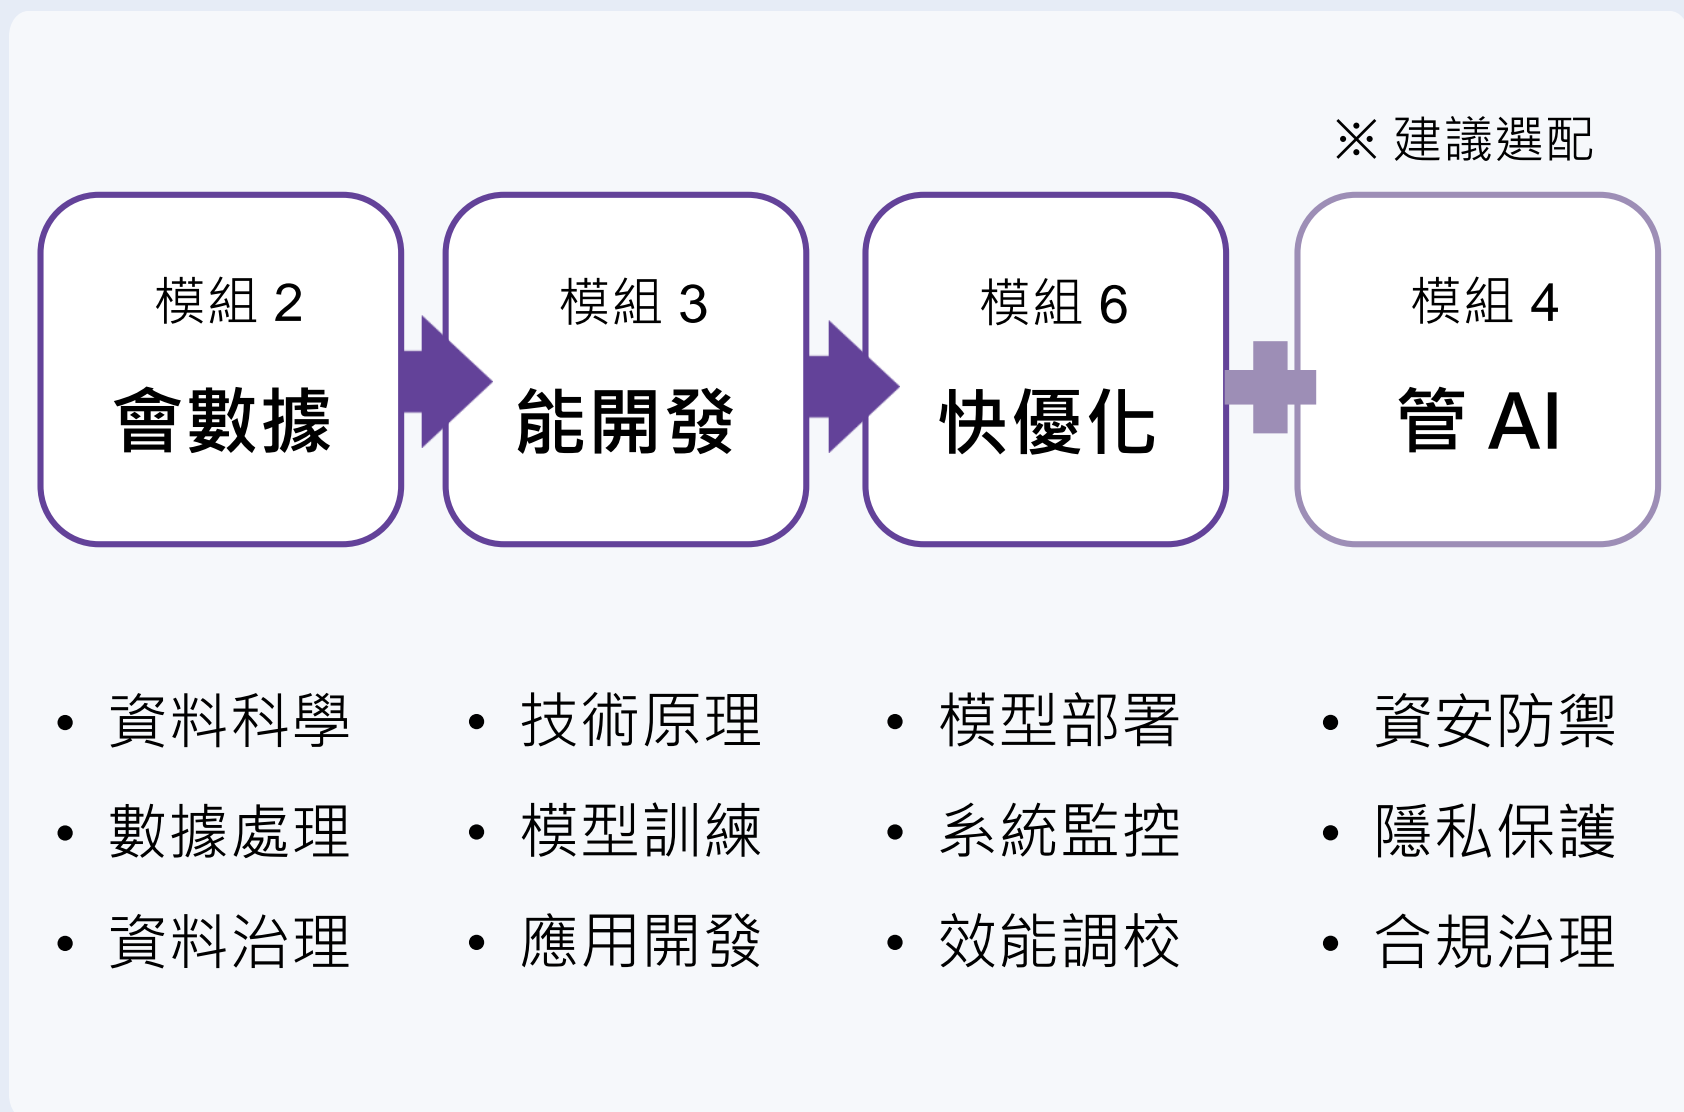 ※ 建議選配
模組 2
會數據
模組 3
能開發
模組 6
快優化
模組 4
管 AI
• 資料科學
• 數據處理
• 資料治理
• 技術原理
• 模型訓練
• 應用開發
• 模型部署
• 系統監控
• 效能調校
• 資安防禦
• 隱私保護
• 合規治理